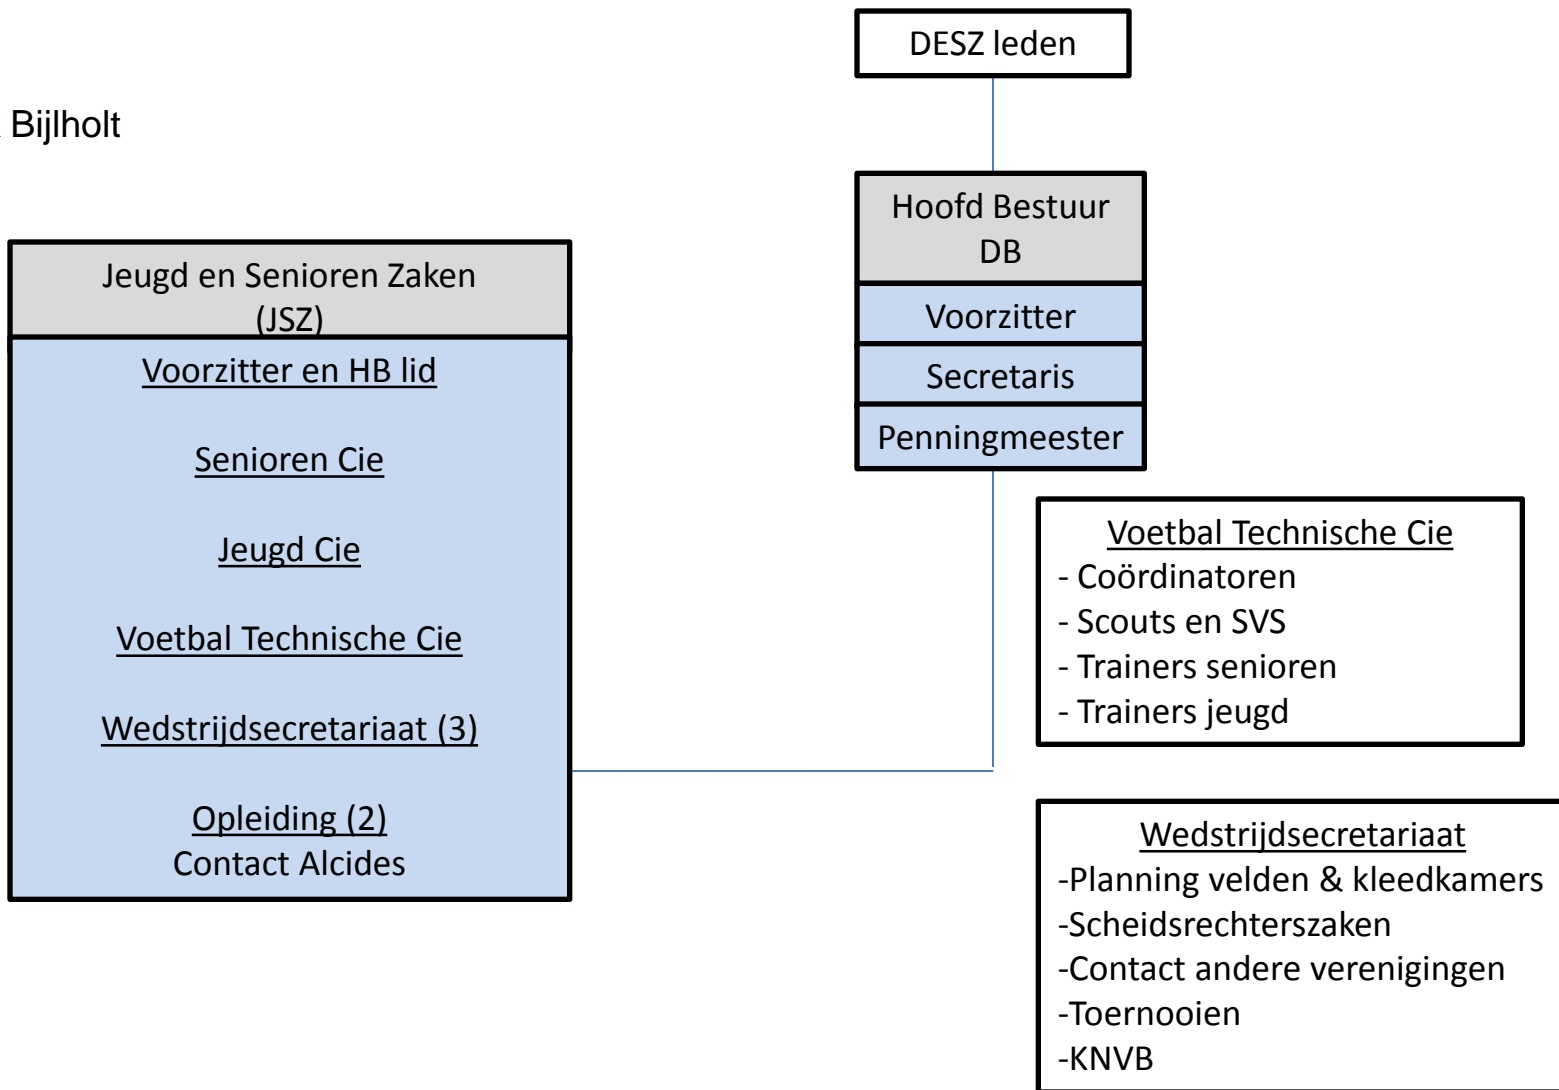 DESZ leden
Bijlholt
Hoofd Bestuur
DB
Voorzitter
Secretaris
Penningmeester
Jeugd en Senioren Zaken
(JSZ)
Voorzitter en HB lid
Senioren Cie
Jeugd Cie
Voetbal Technische Cie
Wedstrijdsecretariaat (3)
Opleiding (2)
Contact Alcides
Voetbal Technische Cie
- Coördinatoren
- Scouts en SVS
- Trainers senioren
- Trainers jeugd
Wedstrijdsecretariaat
-Planning velden & kleedkamers
-Scheidsrechterszaken
-Contact andere verenigingen
-Toernooien
-KNVB